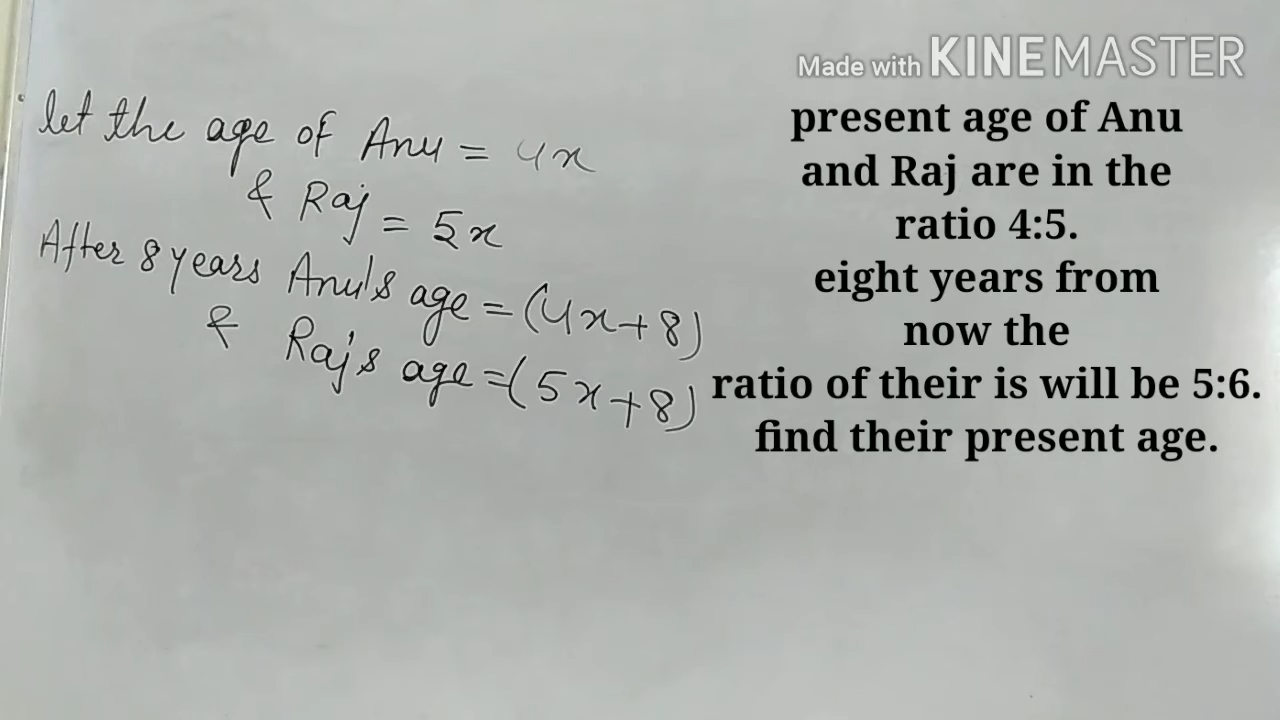 let the age of Anu = 4x
& Raj = 5x
After 8 years Anu's age = (4x+8)
& Raj's age = (5x+8)
Made with KINEMASTER
present age of Anu
and Raj are in the
ratio 4:5.
eight years from
now the
ratio of their is will be 5:6.
find their present age.